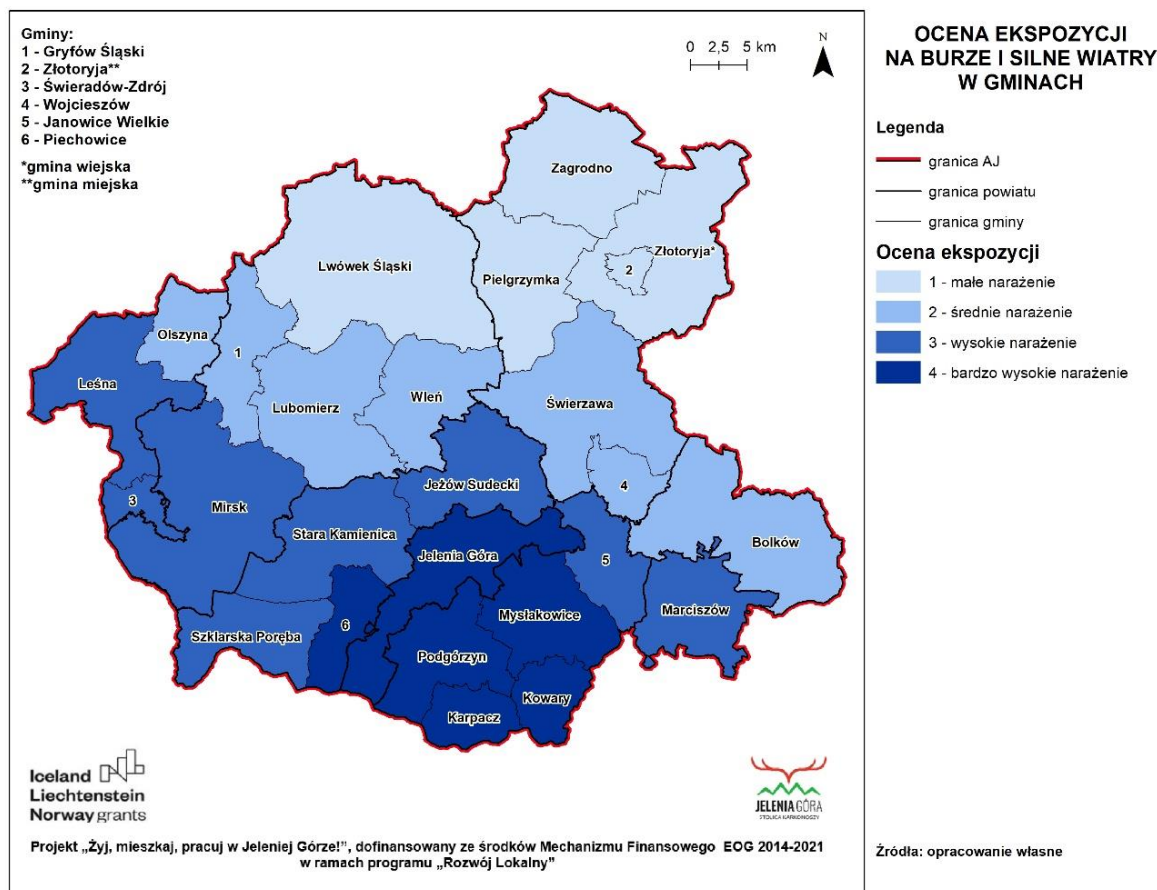 Gminy:
1 - Gryfów Śląski
2 - Złotoryja**
3 - Świeradów-Zdrój
4 - Wojcieszów
5 - Janowice Wielkie
6 - Piechowice
*gmina wiejska
**gmina miejska
0 2,5 5 km
N
Zagrodno
Lwówek Śląski
Pielgrzymka
Złotoryja*
2
Olszyna
1
Leśna
Lubomierz
Wleń
Świerzawa
3
Mirsk
Jeżów Sudecki
4
Stara Kamienica
Jelenia Góra
5
Bolków
Mysłakowice
Marciszów
Szklarska Poręba
6
Podgórzyn
Kowary
Karpacz
Iceland
Liechtenstein
Norway grants
JELENIA GÓRA
STOLICA KARKONOSZY
Projekt „Żyj, mieszkaj, pracuj w Jeleniej Górze!”, dofinansowany ze środków Mechanizmu Finansowego EOG 2014-2021
w ramach programu „Rozwój Lokalny”
OCENA EKSPOZYCJI
NA BURZE I SILNE WIATRY
W GMINACH
Legenda
granica AJ
granica powiatu
granica gminy
Ocena ekspozycji
1 - małe narażenie
2 - średnie narażenie
3 - wysokie narażenie
4 - bardzo wysokie narażenie
Źródła: opracowanie własne